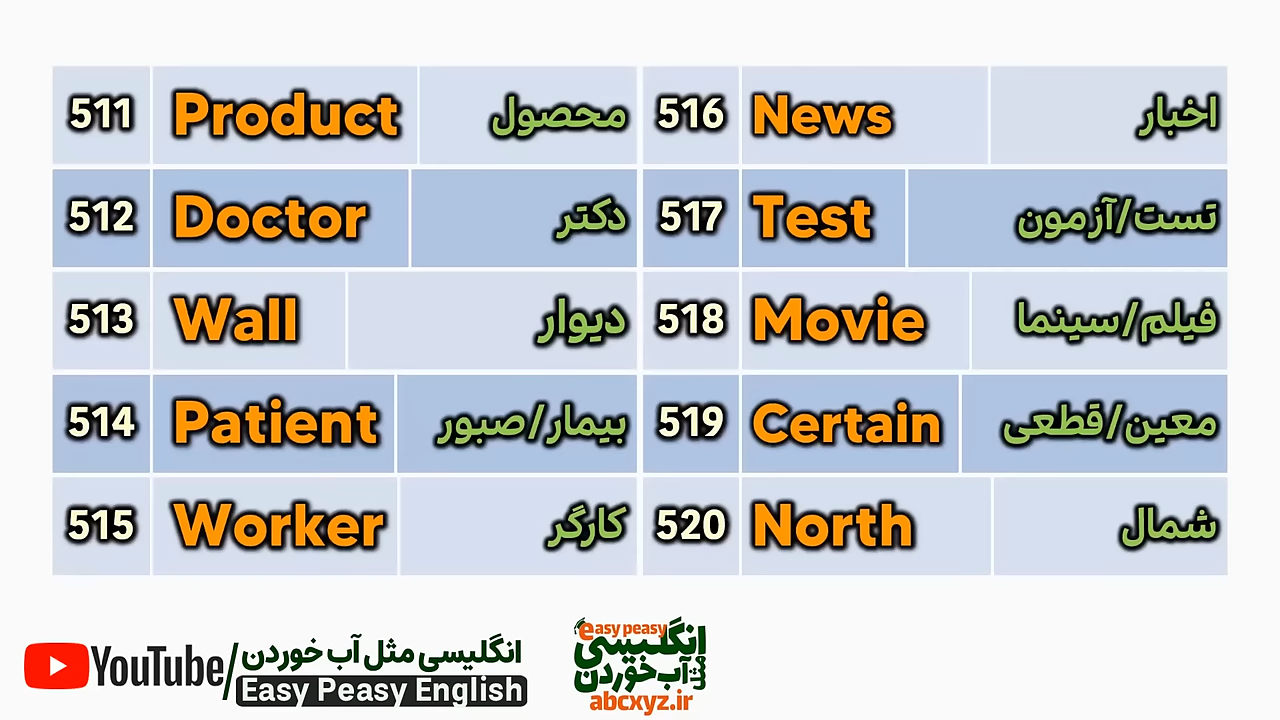 511 Product محصول
512 Doctor دکتر
513 Wall دیوار
514 Patient بیمار/صبور
515 Worker کارگر
516 News اخبار
517 Test تست/آزمون
518 Movie فیلم/سینما
519 Certain معین/قطعی
520 North شمال
YouTube/انگلیسی مثل آب خوردن
Easy Peasy English
easy peasy
انگلیسی
مثل آب خوردن
abcxyz.ir